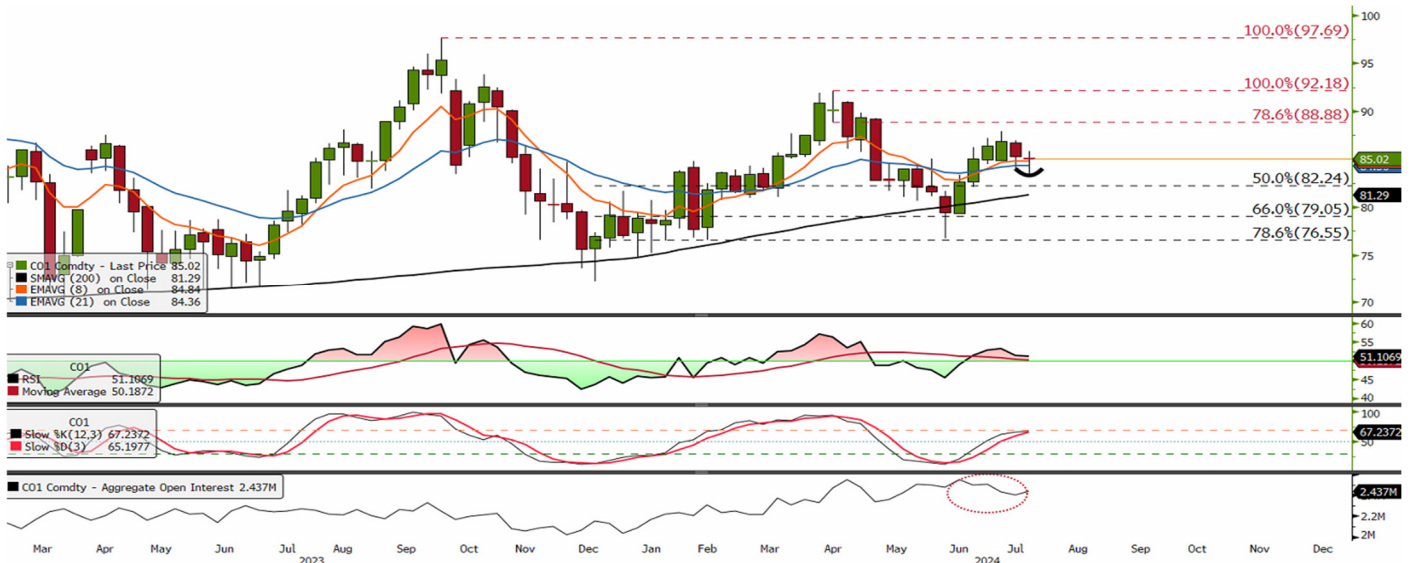 100
100.0%(97.69)
95
100.0%(92.18)
90
78.6%(88.88)
85.02
85
50.0%(82.24)
81.29
80
66.0%(79.05)
78.6%(76.55)
75
70
CO1 Comdty - Last Price 85.02
SMAVG (200) on Close 81.29
EMAVG (8) on Close 84.84
EMAVG (21) on Close 84.36
60
55
51.1069
45
40
CO1
RSI 51.1069
Moving Average 50.1872
100
67.2372
50
0
CO1
Slow %K(12,3) 67.2372
Slow %D(3) 65.1977
CO1 Comdty - Aggregate Open Interest 2.437M
2.437M
2.2M
2M
Mar Apr May Jun Jul Aug Sep Oct Nov Dec Jan Feb Mar Apr May Jun Jul Aug Sep Oct Nov Dec
2023 2024